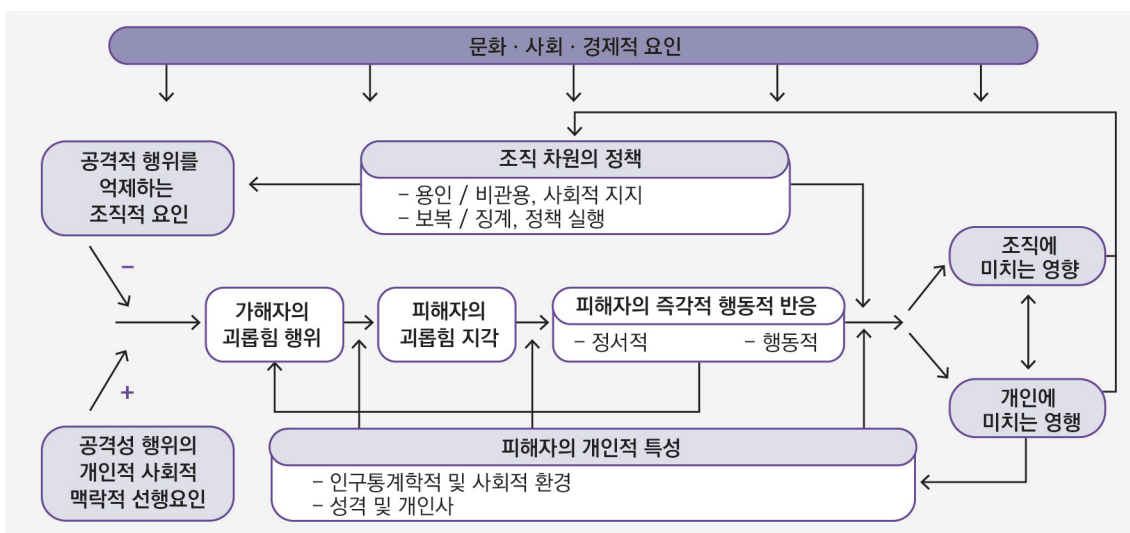 문화 · 사회 · 경제적 요인
공격적 행위를
억제하는
조직적 요인
조직 차원의 정책
– 용인 / 비관용, 사회적 지지
– 보복 / 징계, 정책 실행
조직에
미치는 영향
–
가해자의
괴롭힘 행위
피해자의
괴롭힘 지각
피해자의 즉각적 행동적 반응
– 정서적 – 행동적
+
개인에
미치는 영행
공격성 행위의
개인적 사회적
맥락적 선행요인
피해자의 개인적 특성
– 인구통계학적 및 사회적 환경
– 성격 및 개인사